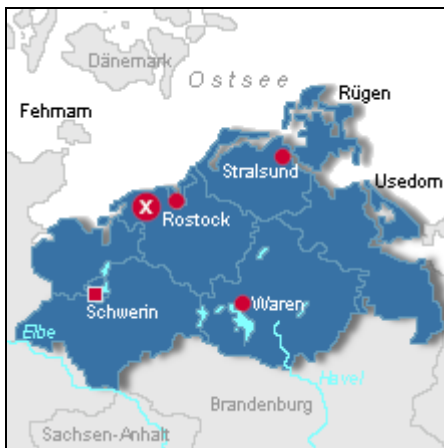 Dänemark
Ostsee
Rügen
Fehmarn
Stralsund
Usedom
X
Rostock
Schwerin
Waren
Elbe
Havel
Brandenburg
Sachsen-Anhalt